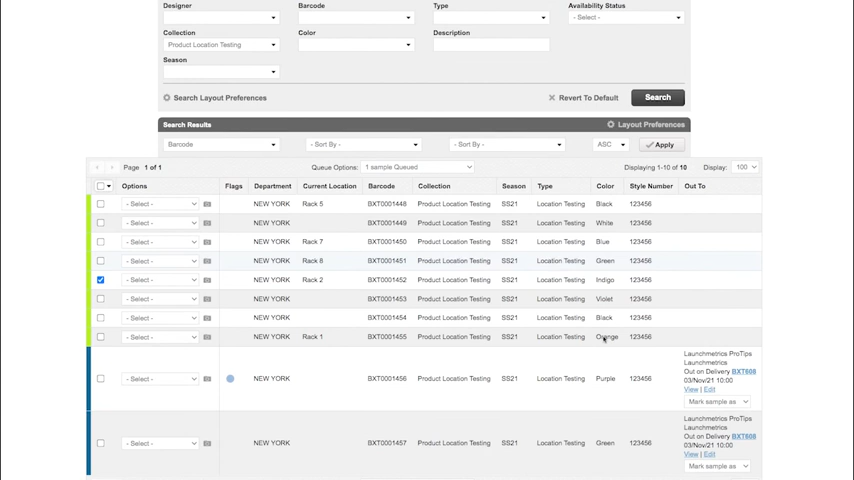 Designer Barcode Type Availability Status
- Select -
Collection Color Description
Product Location Testing
Season
Search Layout Preferences Revert To Default Search
Search Results Layout Preferences
Barcode - Sort By - - Sort By - ASC Apply
Page 1 of 1 Queue Options: 1 sample Queued Displaying 1-10 of 10 Display: 100
Options Flags Department Current Location Barcode Collection Season Type Color Style Number Out To
- Select - NEW YORK Rack 5 BXT0001448 Product Location Testing SS21 Location Testing Black 123456
- Select - NEW YORK BXT0001449 Product Location Testing SS21 Location Testing White 123456
- Select - NEW YORK Rack 7 BXT0001450 Product Location Testing SS21 Location Testing Blue 123456
- Select - NEW YORK Rack 8 BXT0001451 Product Location Testing SS21 Location Testing Green 123456
- Select - NEW YORK Rack 2 BXT0001452 Product Location Testing SS21 Location Testing Indigo 123456
- Select - NEW YORK BXT0001453 Product Location Testing SS21 Location Testing Violet 123456
- Select - NEW YORK BXT0001454 Product Location Testing SS21 Location Testing Black 123456
- Select - NEW YORK Rack 1 BXT0001455 Product Location Testing SS21 Location Testing Orange 123456
Launchmetrics ProTips
Launchmetrics
Out on Delivery BXT608
- Select - NEW YORK BXT0001456 Product Location Testing SS21 Location Testing Purple 123456 03/Nov/21 10:00
View | Edit
Mark sample as
Launchmetrics ProTips
Launchmetrics
Out on Delivery BXT608
- Select - NEW YORK BXT0001457 Product Location Testing SS21 Location Testing Green 123456 03/Nov/21 10:00
View | Edit
Mark sample as